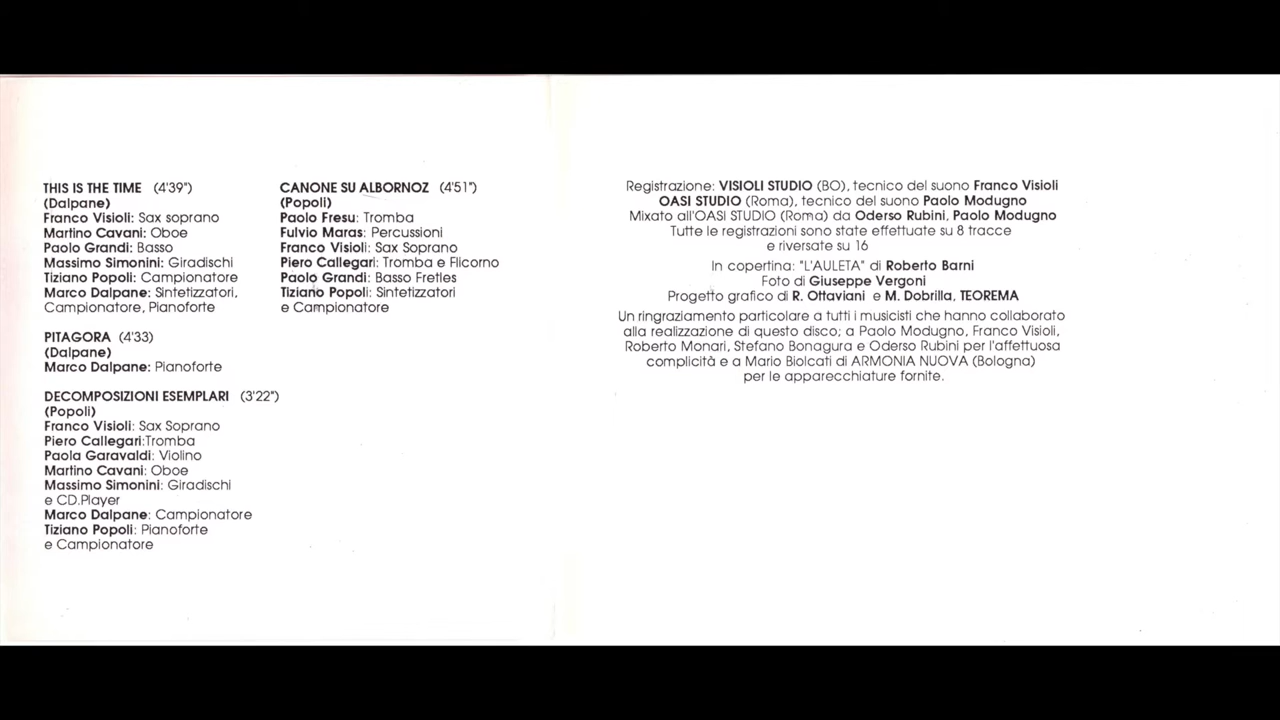 THIS IS THE TIME (4'39")
(Dalpane)
Franco Visioli: Sax soprano
Martino Cavani: Oboe
Paolo Grandi: Basso
Massimo Simonini: Giradischi
Tiziano Popoli: Campionatore
Marco Dalpane: Sintetizzatori,
Campionatore, Pianoforte
PITAGORA (4'33)
(Dalpane)
Marco Dalpane: Pianoforte
DECOMPOSIZIONI ESEMPLARI (3'22")
(Popoli)
Franco Visioli: Sax Soprano
Piero Callegari:Tromba
Paola Garavaldi: Violino
Martino Cavani: Oboe
Massimo Simonini: Giradischi
e CD.Player
Marco Dalpane: Campionatore
Tiziano Popoli: Pianoforte
e Campionatore
CANONE SU ALBORNOZ (4'51")
(Popoli)
Paolo Fresu: Tromba
Fulvio Maras: Percussioni
Franco Visioli: Sax Soprano
Piero Callegari: Tromba e Flicorno
Paolo Grandi: Basso Fretles
Tiziano Popoli: Sintetizzatori
e Campionatore
Registrazione: VISIOLI STUDIO (BO), tecnico del suono Franco Visioli
OASI STUDIO (Roma), tecnico del suono Paolo Modugno
Mixato all'OASI STUDIO (Roma) da Oderso Rubini, Paolo Modugno
Tutte le registrazioni sono state effettuate su 8 tracce
e riversate su 16
In copertina: "L'AULETA" di Roberto Barni
Foto di Giuseppe Vergoni
Progetto grafico di R. Ottaviani e M. Dobrilla, TEOREMA
Un ringraziamento particolare a tutti i musicisti che hanno collaborato
alla realizzazione di questo disco; a Paolo Modugno, Franco Visioli,
Roberto Monari, Stefano Bonagura e Oderso Rubini per l'affettuosa
complicità e a Mario Biolcati di ARMONIA NUOVA (Bologna)
per le apparecchiature fornite.